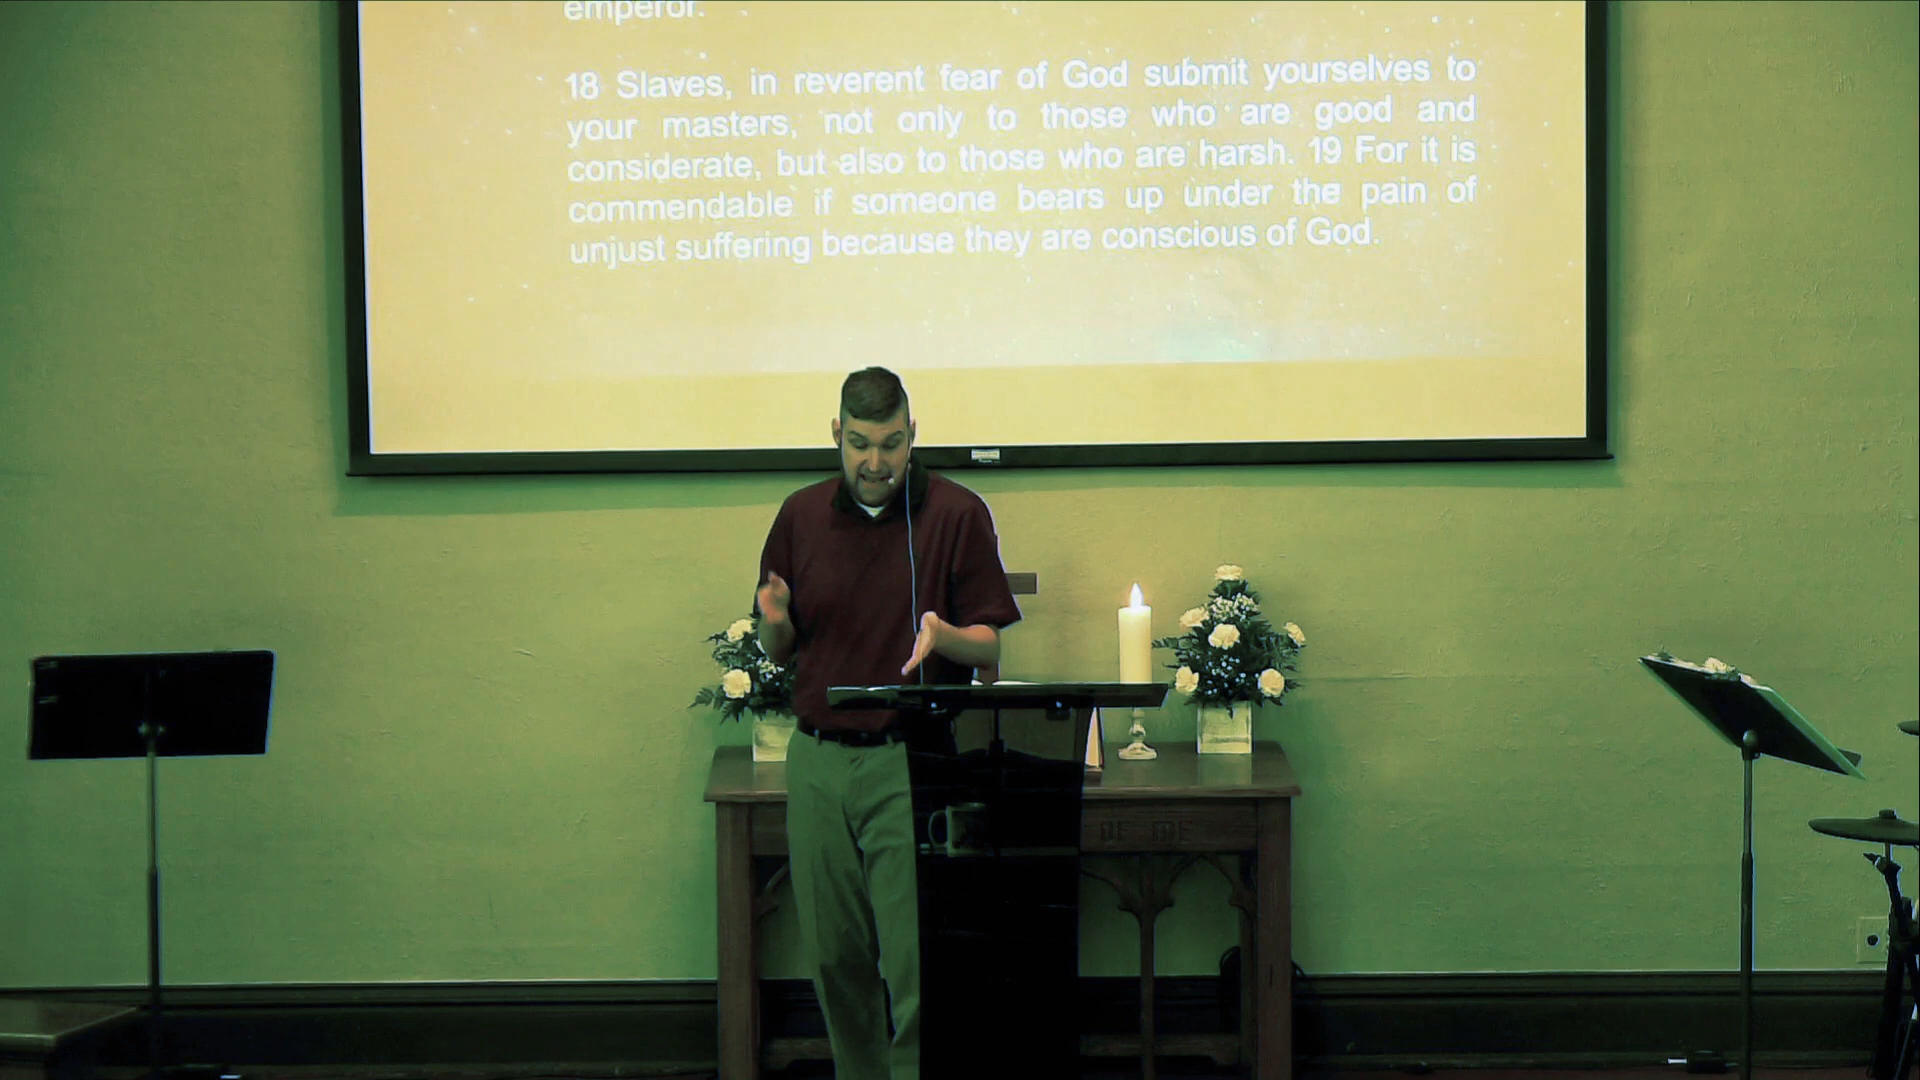 emperor.
18 Slaves, in reverent fear of God submit yourselves to
your masters, not only to those who are good and
considerate, but also to those who are harsh. 19 For it is
commendable if someone bears up under the pain of
unjust suffering because they are conscious of God.
OF ME